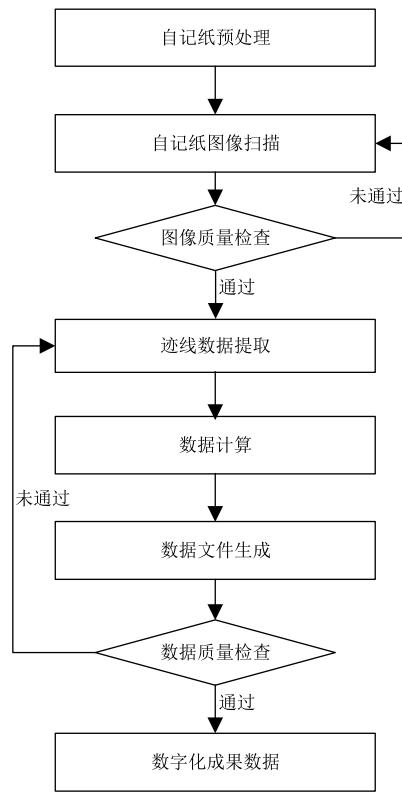 自记纸预处理
自记纸图像扫描
未通过
图像质量检查
通过
迹线数据提取
数据计算
未通过
数据文件生成
数据质量检查
通过
数字化成果数据